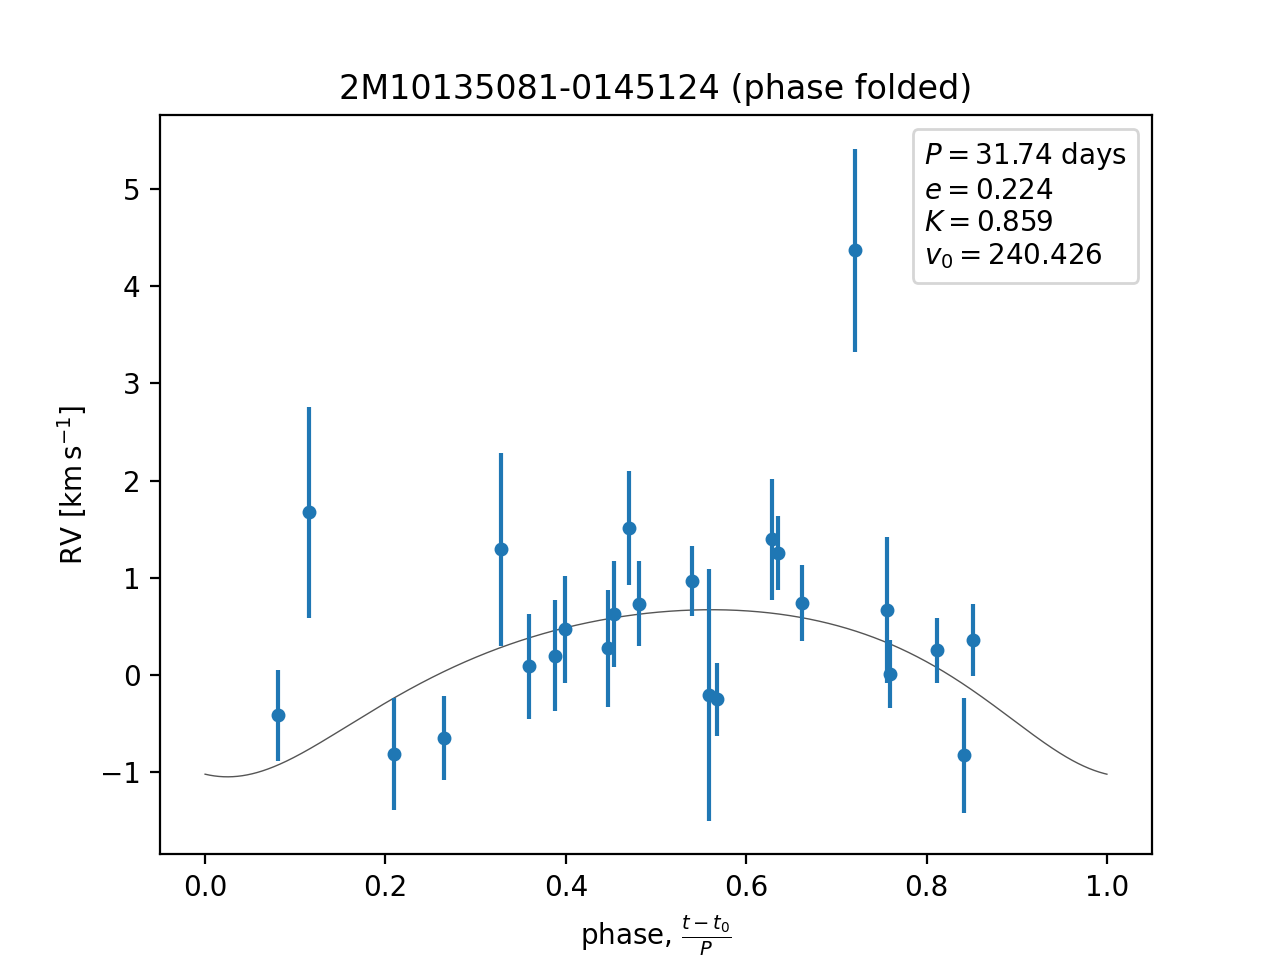 2M10135081-0145124 (phase folded)
P = 31.74 days
e = 0.224
K = 0.859
v₀ = 240.426
RV [km s⁻¹]
5
4
3
2
1
0
−1
0.0 0.2 0.4 0.6 0.8 1.0
phase, (t − t₀)/P